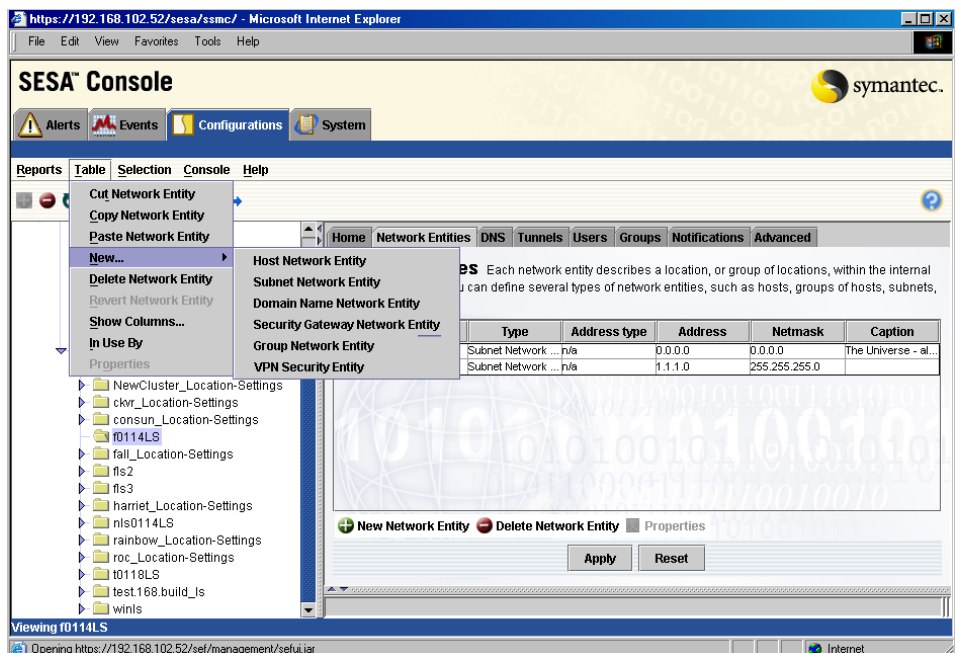 https://192.168.102.52/sesa/ssmc/ - Microsoft Internet Explorer
File Edit View Favorites Tools Help
SESA™ Console
symantec.
Alerts Events Configurations System
Reports Table Selection Console Help
Cut Network Entity
Copy Network Entity
Paste Network Entity
New...
Delete Network Entity
Revert Network Entity
Show Columns...
In Use By
Properties
Host Network Entity
Subnet Network Entity
Domain Name Network Entity
Security Gateway Network Entity
Group Network Entity
VPN Security Entity
Home Network Entities DNS Tunnels Users Groups Notifications Advanced
es Each network entity describes a location, or group of locations, within the internal
can define several types of network entities, such as hosts, groups of hosts, subnets,
Type Address type Address Netmask Caption
Subnet Network ... n/a 0.0.0.0 0.0.0.0 The Universe - al...
Subnet Network ... n/a 1.1.1.0 255.255.255.0
NewCluster_Location-Settings
ckvr_Location-Settings
consun_Location-Settings
f0114LS
fall_Location-Settings
fls2
fls3
harriet_Location-Settings
nls0114LS
rainbow_Location-Settings
roc_Location-Settings
t0118LS
test.168.build_ls
winls
New Network Entity Delete Network Entity Properties
Apply Reset
Viewing f0114LS
Opening https://192.168.102.52/sef/management/sefui.jar Internet